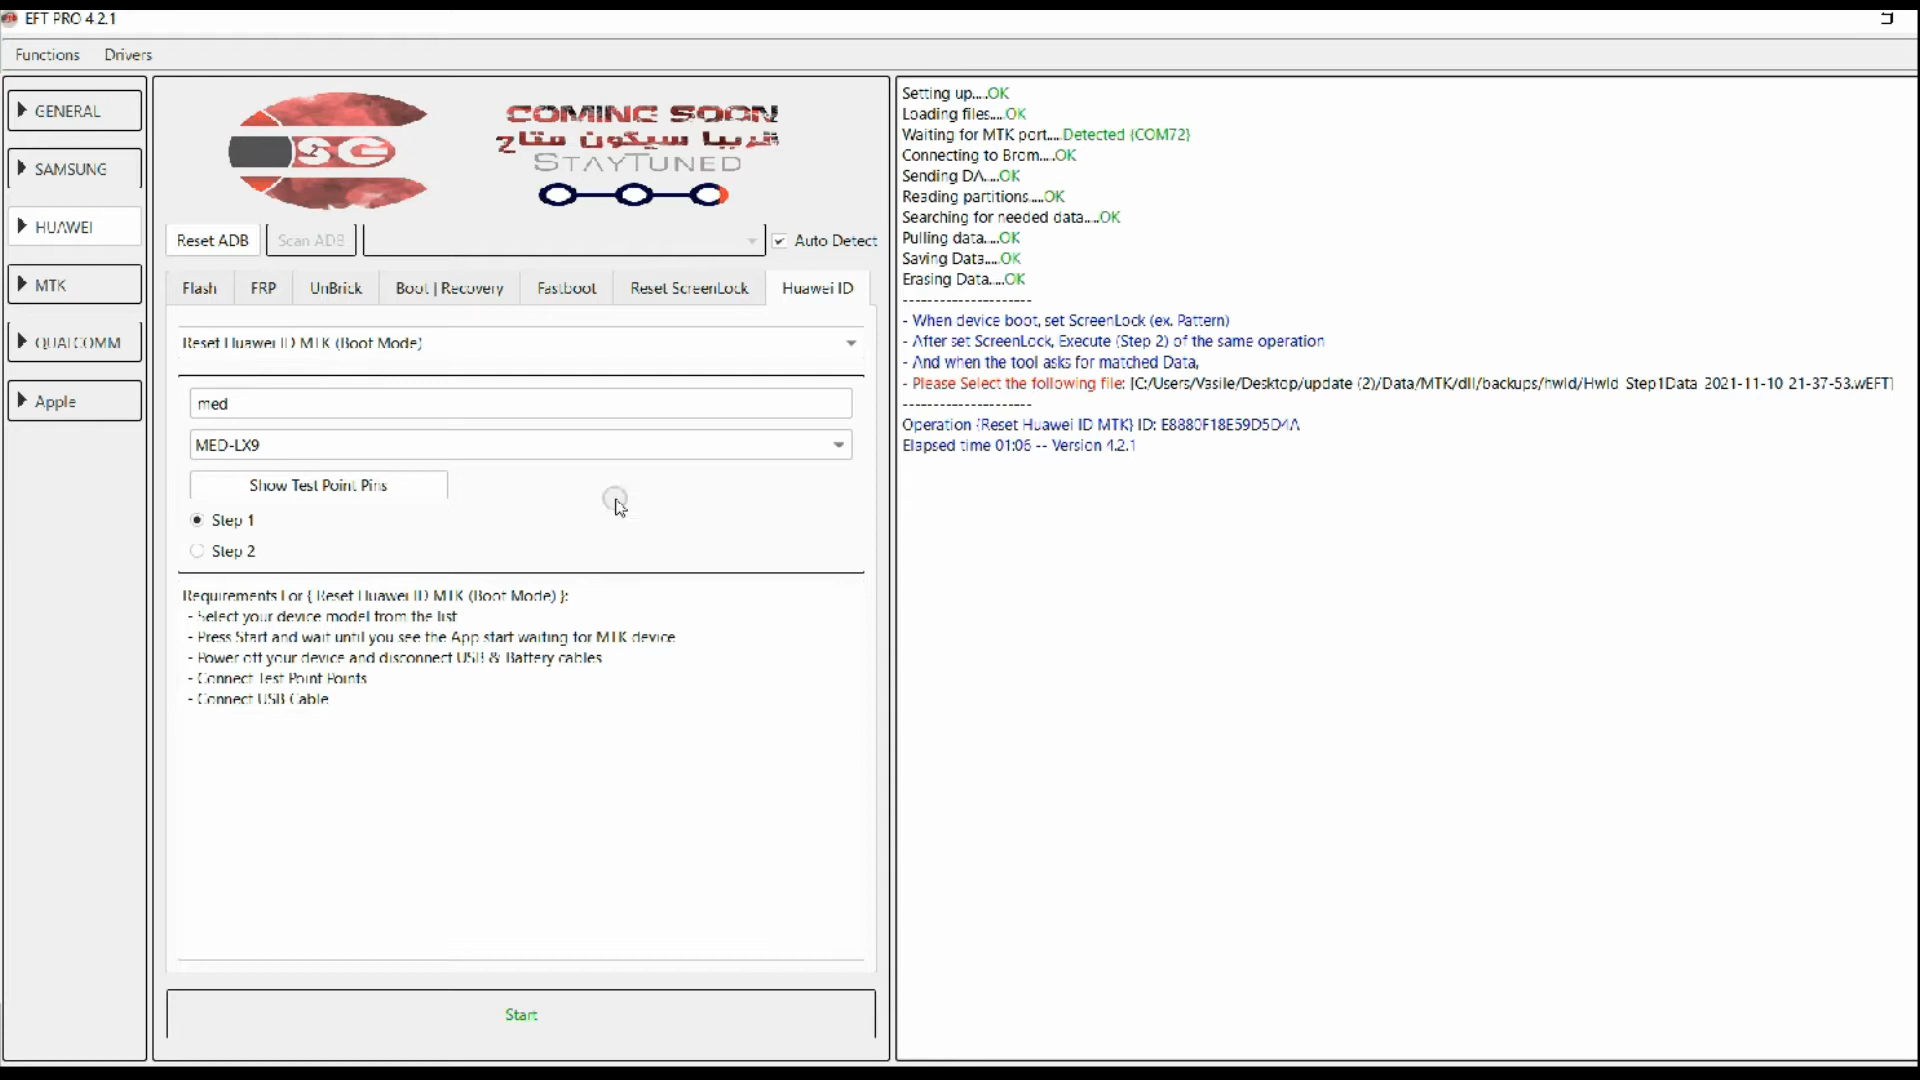 EFT PRO 4.2.1
Functions Drivers
GENERAL
SAMSUNG
HUAWEI
MTK
QUALCOMM
Apple
SG
COMING SOON
قريبا سيكون متاح
STAYTUNED
Reset ADB Scan ADB Auto Detect
Flash FRP UnBrick Boot | Recovery Fastboot Reset ScreenLock Huawei ID
Reset Huawei ID MTK (Boot Mode)
med
MED-LX9
Show Test Point Pins
Step 1
Step 2
Requirements For { Reset Huawei ID MTK (Boot Mode) }:
- Select your device model from the list
- Press Start and wait until you see the App start waiting for MTK device
- Power off your device and disconnect USB & Battery cables
- Connect Test Point Points
- Connect USB Cable
Start
Setting up....OK
Loading files....OK
Waiting for MTK port....Detected {COM72}
Connecting to Brom....OK
Sending DA....OK
Reading partitions....OK
Searching for needed data....OK
Pulling data....OK
Saving Data....OK
Erasing Data....OK
---------------------
- When device boot, set ScreenLock (ex. Pattern)
- After set ScreenLock, Execute (Step 2) of the same operation
- And when the tool asks for matched Data,
- Please Select the following file: [C:/Users/Vasile/Desktop/update (2)/Data/MTK/dll/backups/hwId/HwId_Step1Data_2021-11-10_21-37-53.wEFT]
---------------------
Operation {Reset Huawei ID MTK} ID: E8880F18E59D5D4A
Elapsed time 01:06 -- Version 4.2.1